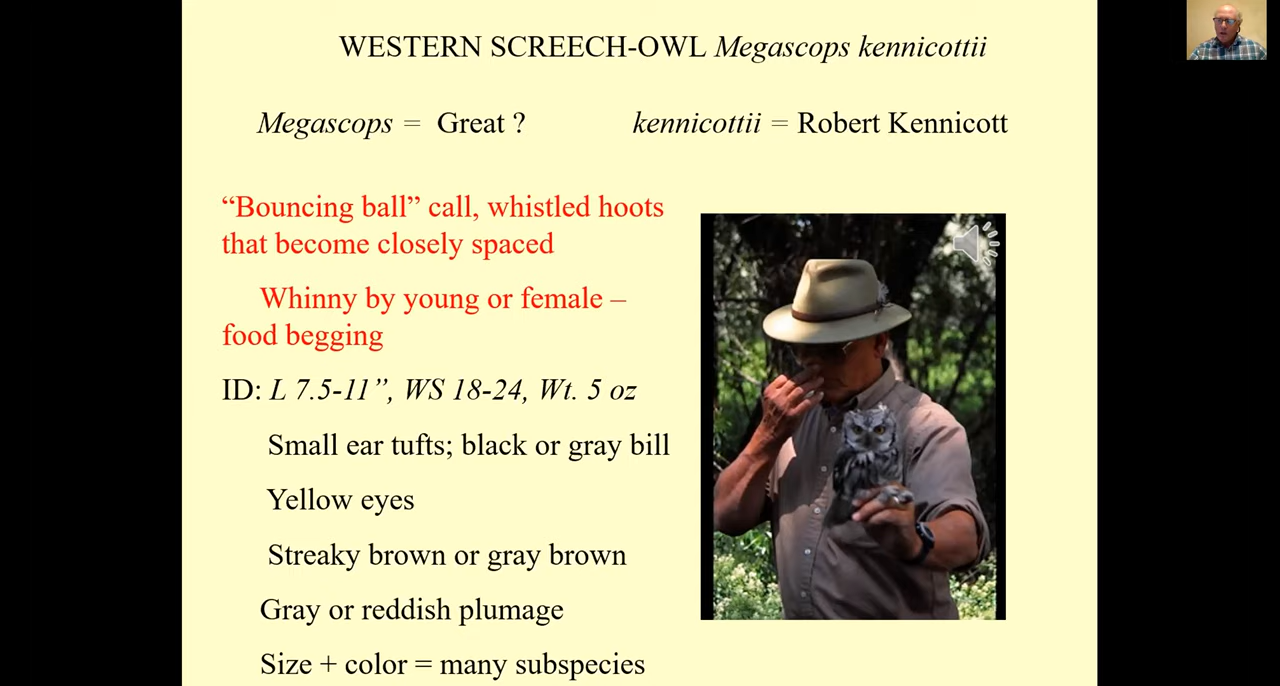 WESTERN SCREECH-OWL Megascops kennicottii
Megascops = Great ? kennicottii = Robert Kennicott
“Bouncing ball” call, whistled hoots
that become closely spaced
Whinny by young or female –
food begging
ID: L 7.5-11”, WS 18-24, Wt. 5 oz
Small ear tufts; black or gray bill
Yellow eyes
Streaky brown or gray brown
Gray or reddish plumage
Size + color = many subspecies